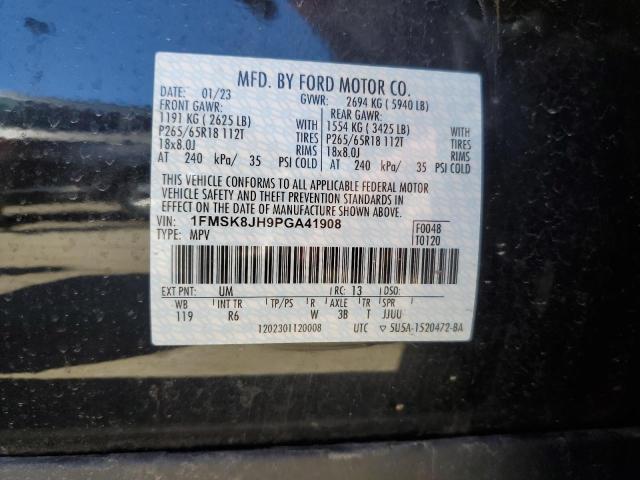 MFD. BY FORD MOTOR CO.
DATE: 01/23 GVWR: 2694 KG ( 5940 LB)
FRONT GAWR: REAR GAWR:
1191 KG ( 2625 LB) 1554 KG ( 3425 LB)
P265/65R18 112T TIRES P265/65R18 112T TIRES
18x8.0J RIMS 18x8.0J RIMS
AT 240 kPa/ 35 PSI COLD AT 240 kPa/ 35 PSI COLD
THIS VEHICLE CONFORMS TO ALL APPLICABLE FEDERAL MOTOR
VEHICLE SAFETY AND THEFT PREVENTION STANDARDS IN
EFFECT ON THE DATE OF MANUFACTURE SHOWN ABOVE.
VIN: 1FMSK8JH9PGA41908 F0048
TYPE: MPV T0120
EXT PNT: UM RC: 13 DSO:
WB INT TR TP/PS R AXLE TR SPR
119 R6 W 3B T JJUU
1202301120008 UTC ▽ 5U5A-1520472-BA